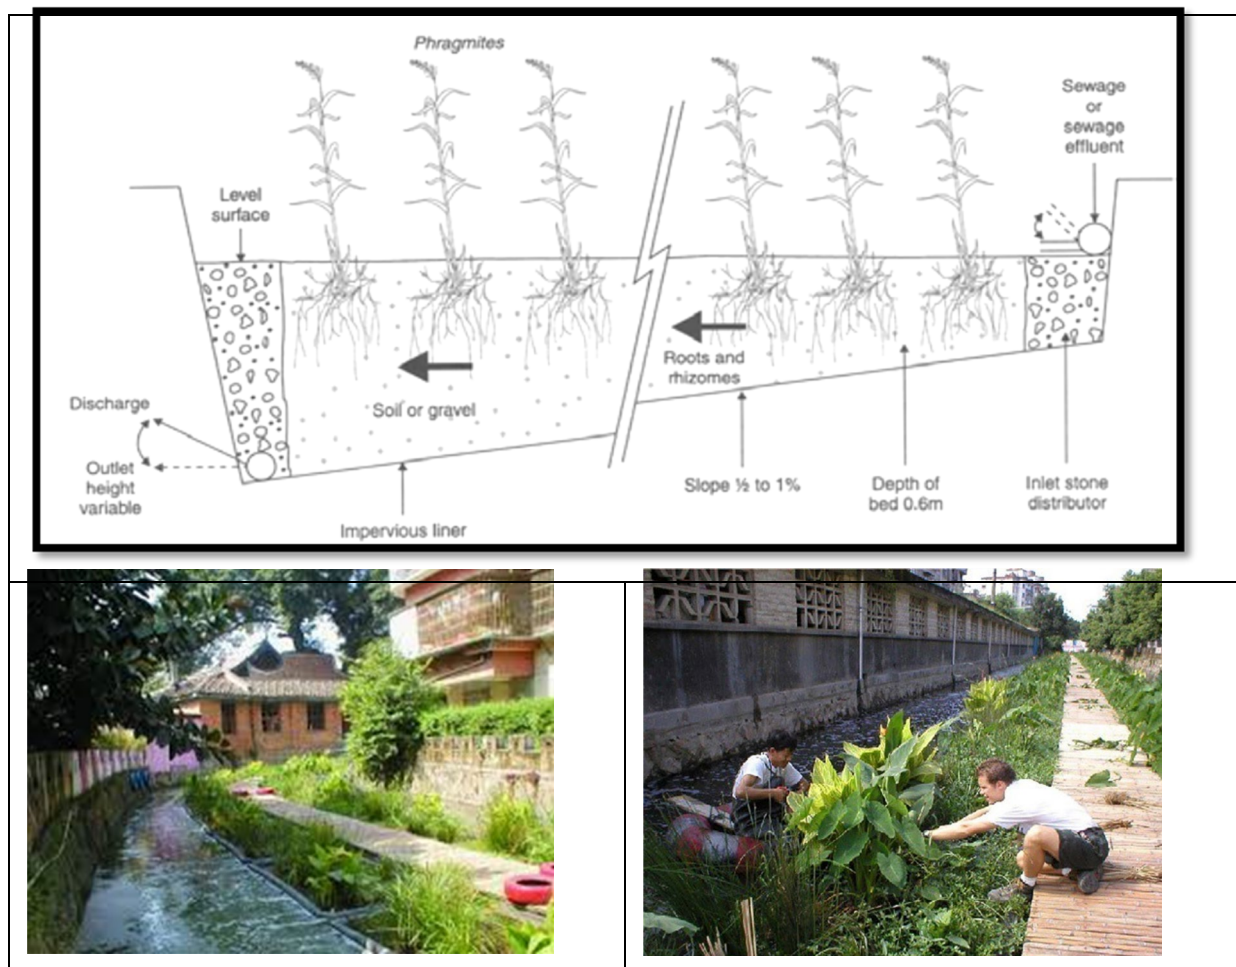 Phragmites
Sewage
or
sewage
effluent
Level
surface
Roots and
rhizomes
Discharge
Soil or gravel
Outlet
height
variable
Slope ½ to 1%
Depth of
bed 0.6m
Inlet stone
distributor
Impervious liner